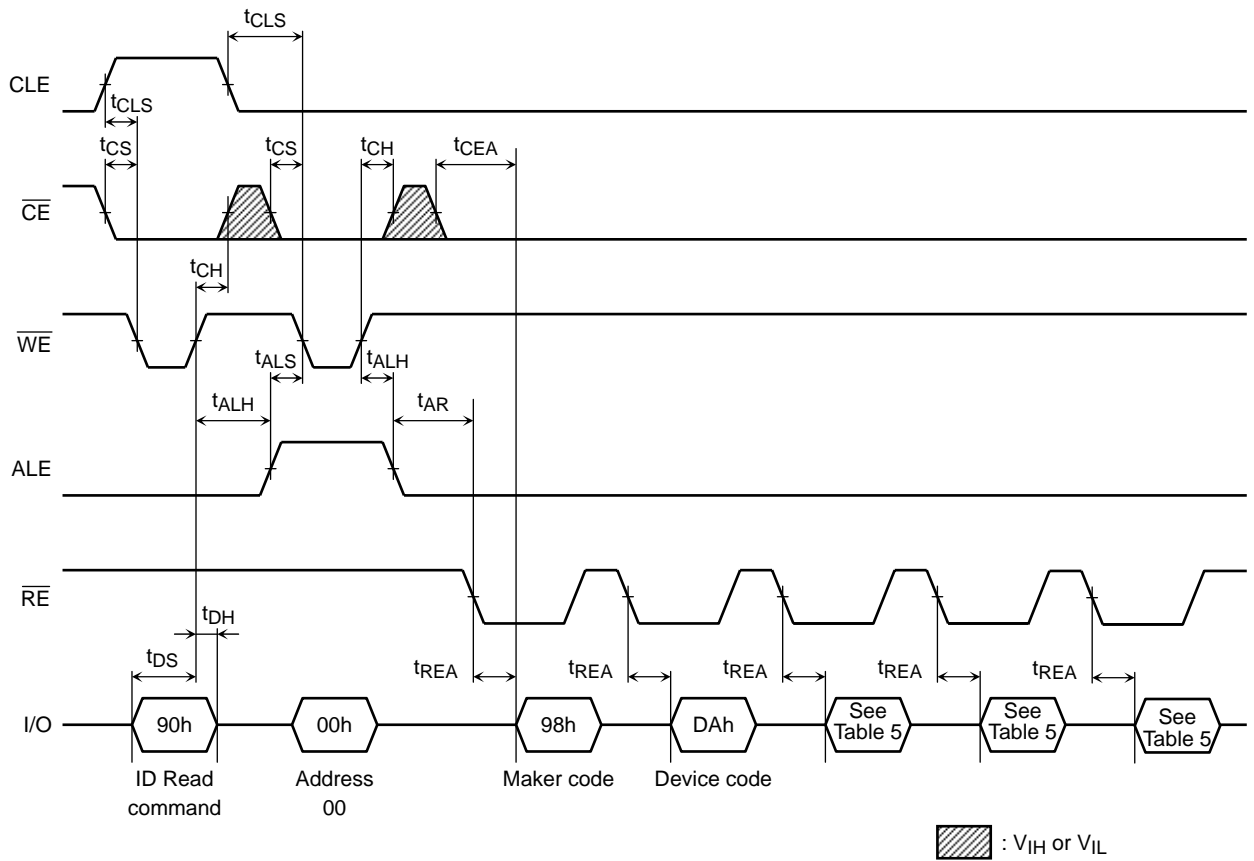 tCLS
CLE
tCLS
tCS
tCS
tCH
tCEA
CE
tCH
WE
tALS
tALH
tALH
tAR
ALE
RE
tDH
tDS
tREA
tREA
tREA
tREA
tREA
I/O
90h
00h
98h
DAh
See
Table 5
See
Table 5
See
Table 5
ID Read
command
Address
00
Maker code
Device code
: VIH or VIL